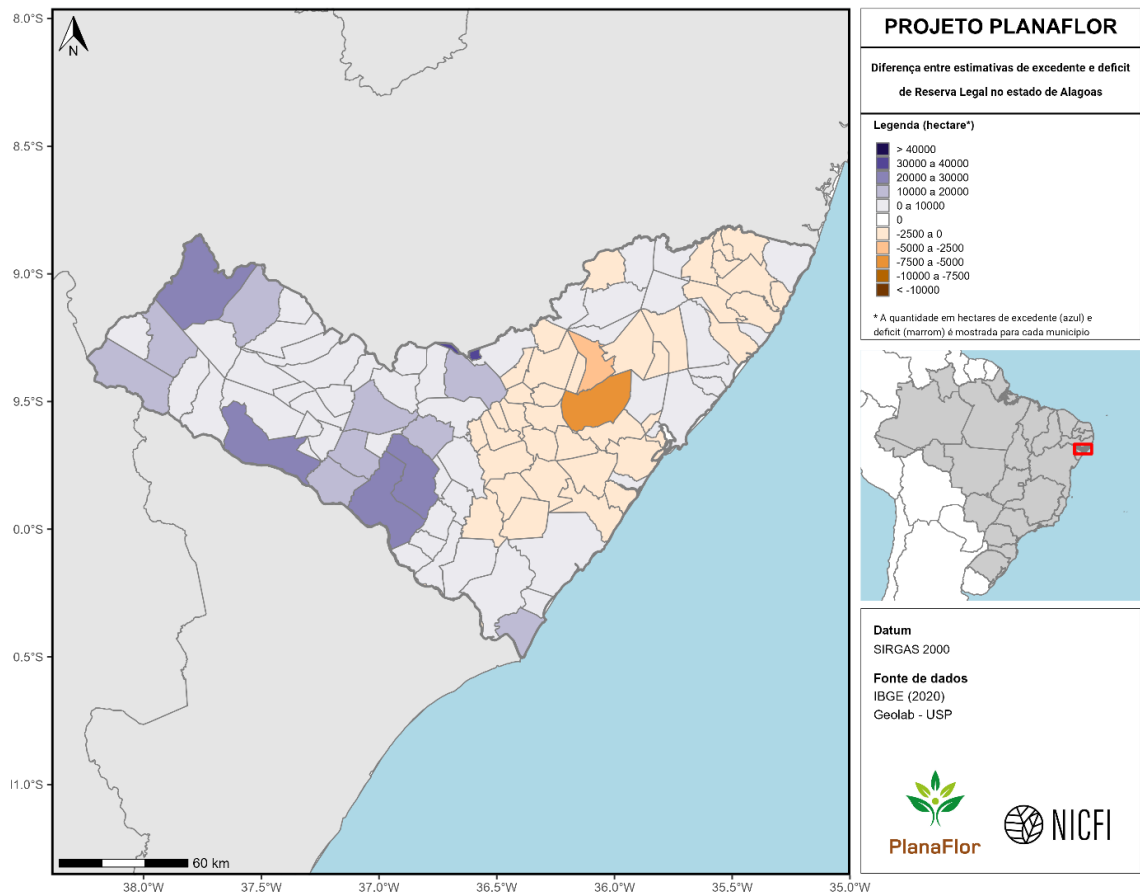 8.0°S
8.5°S
9.0°S
9.5°S
0.0°S
0.5°S
11.0°S
N
60 km
38.0°W
37.5°W
37.0°W
36.5°W
36.0°W
35.5°W
35.0°W
PROJETO PLANAFLOR
Diferença entre estimativas de excedente e deficit
de Reserva Legal no estado de Alagoas
Legenda (hectare*)
> 40000
30000 a 40000
20000 a 30000
10000 a 20000
0 a 10000
0
-2500 a 0
-5000 a -2500
-7500 a -5000
-10000 a -7500
< -10000
* A quantidade em hectares de excedente (azul) e
deficit (marrom) é mostrada para cada municipio
Datum
SIRGAS 2000
Fonte de dados
IBGE (2020)
Geolab - USP
PlanaFlor
NICFI